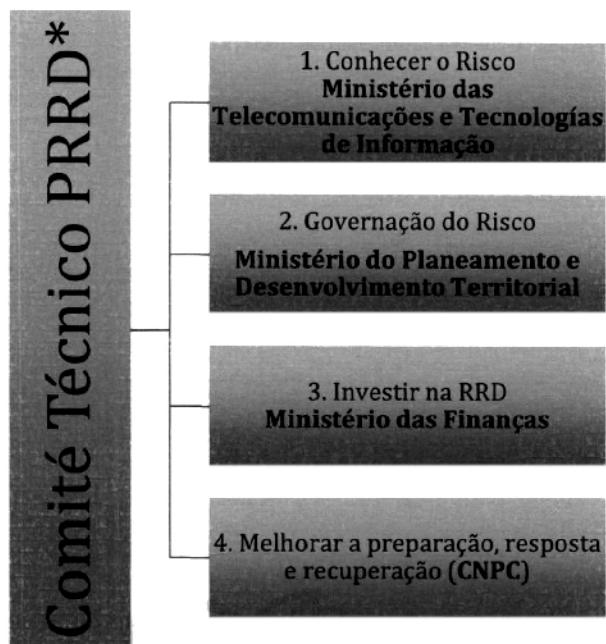 Comité Técnico PRRD*
1. Conhecer o Risco
Ministério das
Telecomunicações e Tecnologías
de Informação
2. Governação do Risco
Ministério do Planeamento e
Desenvolvimento Territorial
3. Investir na RRD
Ministério das Finanças
4. Melhorar a preparação, resposta
e recuperação (CNPC)